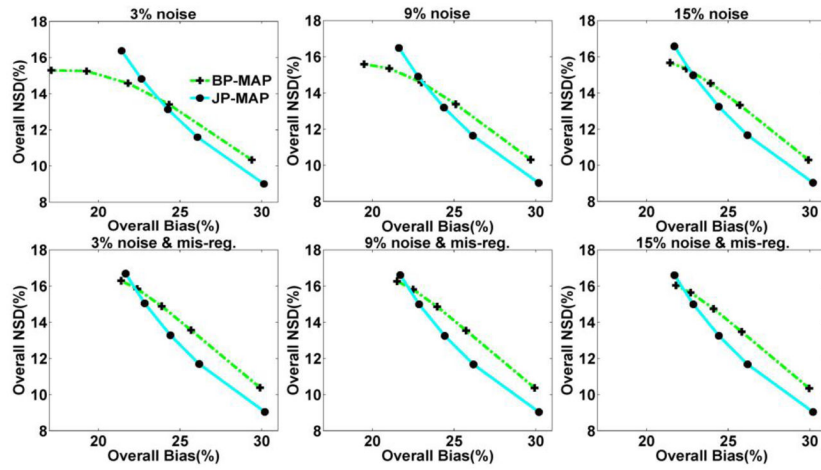 3% noise
9% noise
15% noise
18
16
14
12
10
8
Overall NSD(%)
BP-MAP
JP-MAP
20 25 30
Overall Bias(%)
18
16
14
12
10
8
Overall NSD(%)
20 25 30
Overall Bias(%)
18
16
14
12
10
8
Overall NSD(%)
20 25 30
Overall Bias(%)
3% noise & mis-reg.
9% noise & mis-reg.
15% noise & mis-reg.
18
16
14
12
10
8
Overall NSD(%)
20 25 30
Overall Bias(%)
18
16
14
12
10
8
Overall NSD(%)
20 25 30
Overall Bias(%)
18
16
14
12
10
8
Overall NSD(%)
20 25 30
Overall Bias(%)